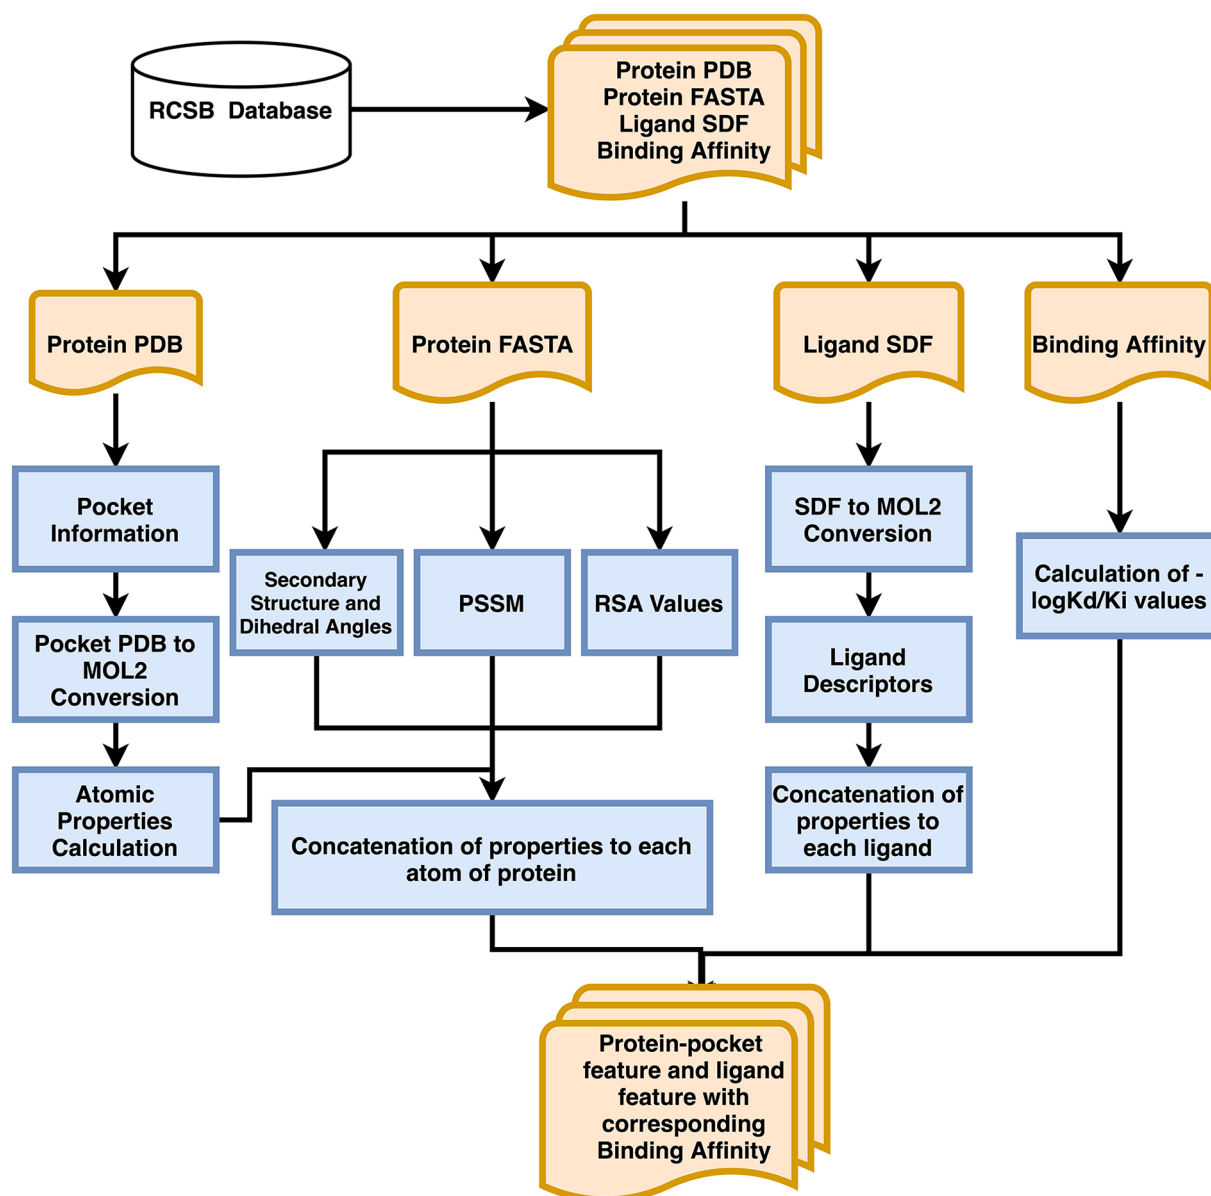 RCSB  Database
Protein PDB
Protein FASTA
Ligand SDF
Binding Affinity
Protein PDB
Protein FASTA
Ligand SDF
Binding Affinity
Pocket
Information
Secondary
Structure and
Dihedral Angles
PSSM
RSA Values
SDF to MOL2
Conversion
Calculation of -
logKd/Ki values
Pocket PDB to
MOL2
Conversion
Ligand
Descriptors
Atomic
Properties
Calculation
Concatenation of properties to each
atom of protein
Concatenation of
properties to
each ligand
Protein-pocket
feature and ligand
feature with
corresponding
Binding Affinity